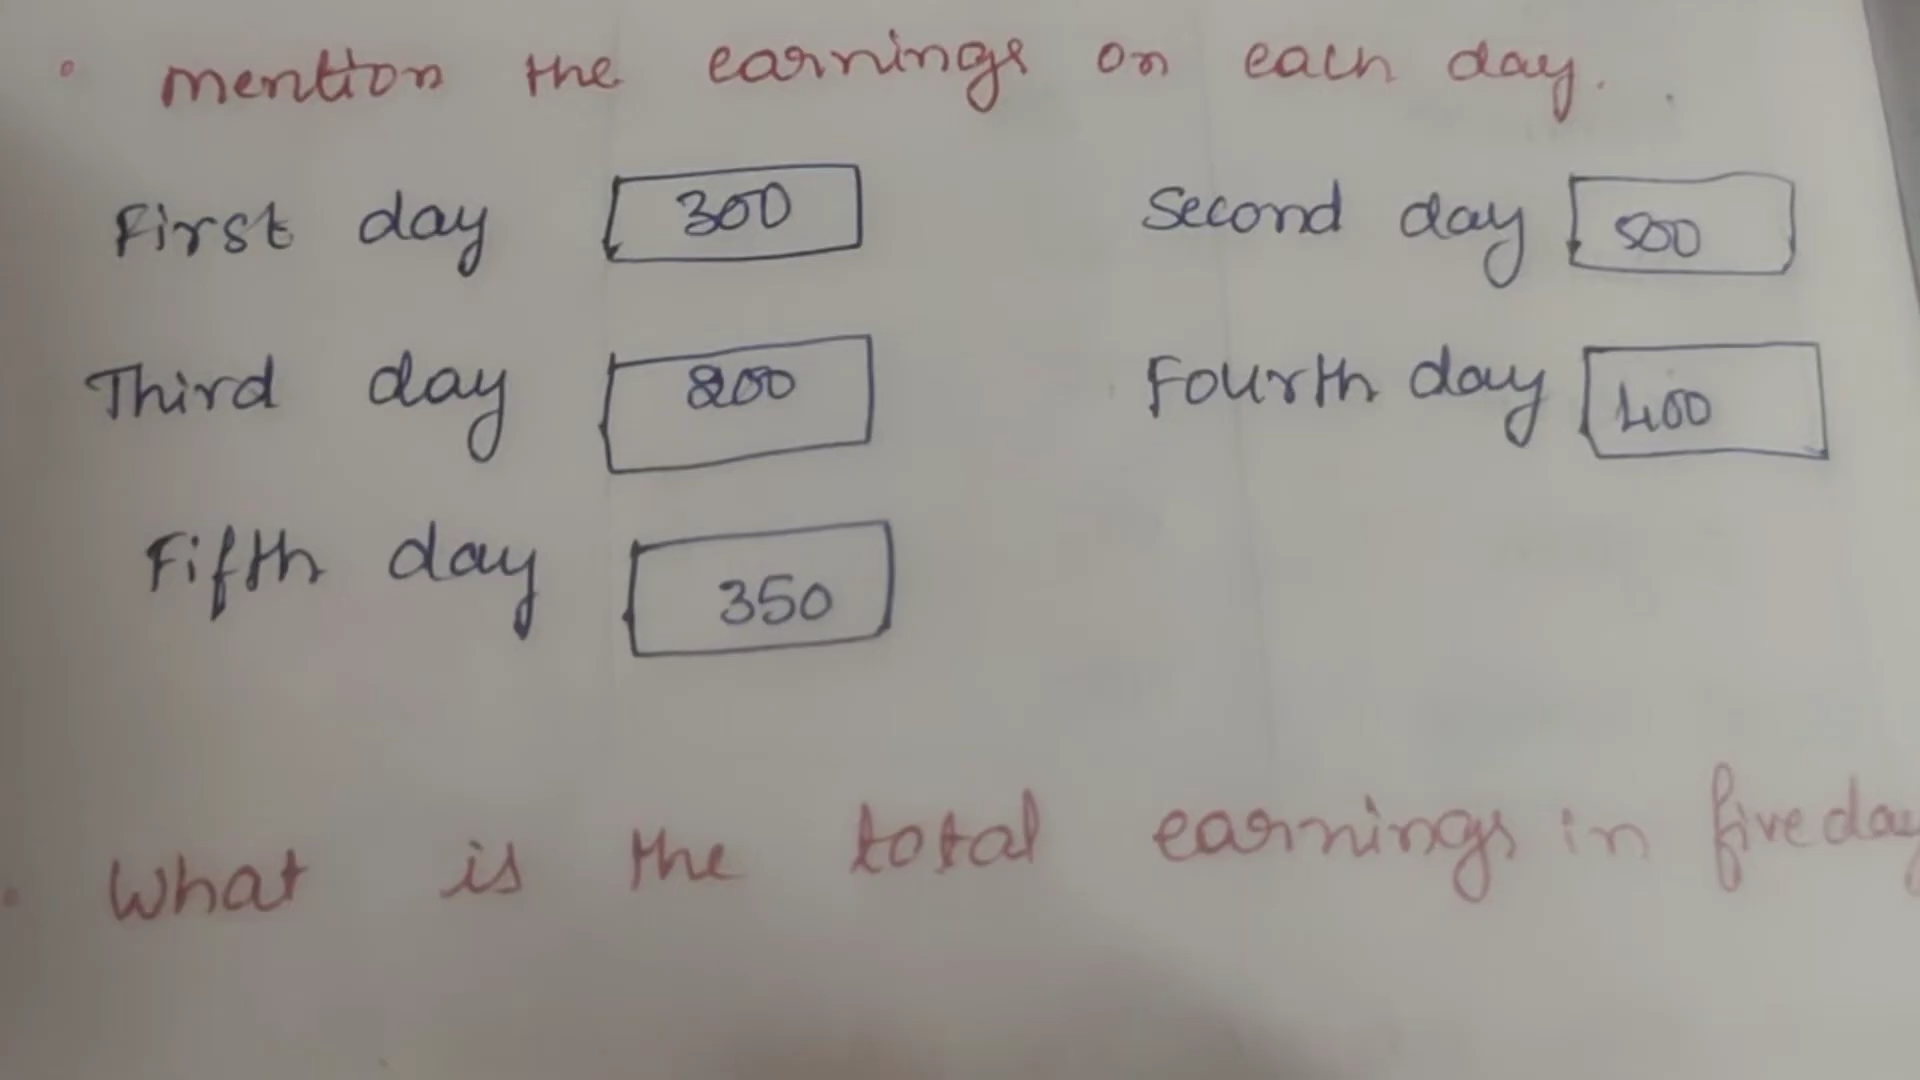 mention the earnings on each day.
First day 300 Second day 500
Third day 200 Fourth day 400
Fifth day 350
What is the total earnings in five day